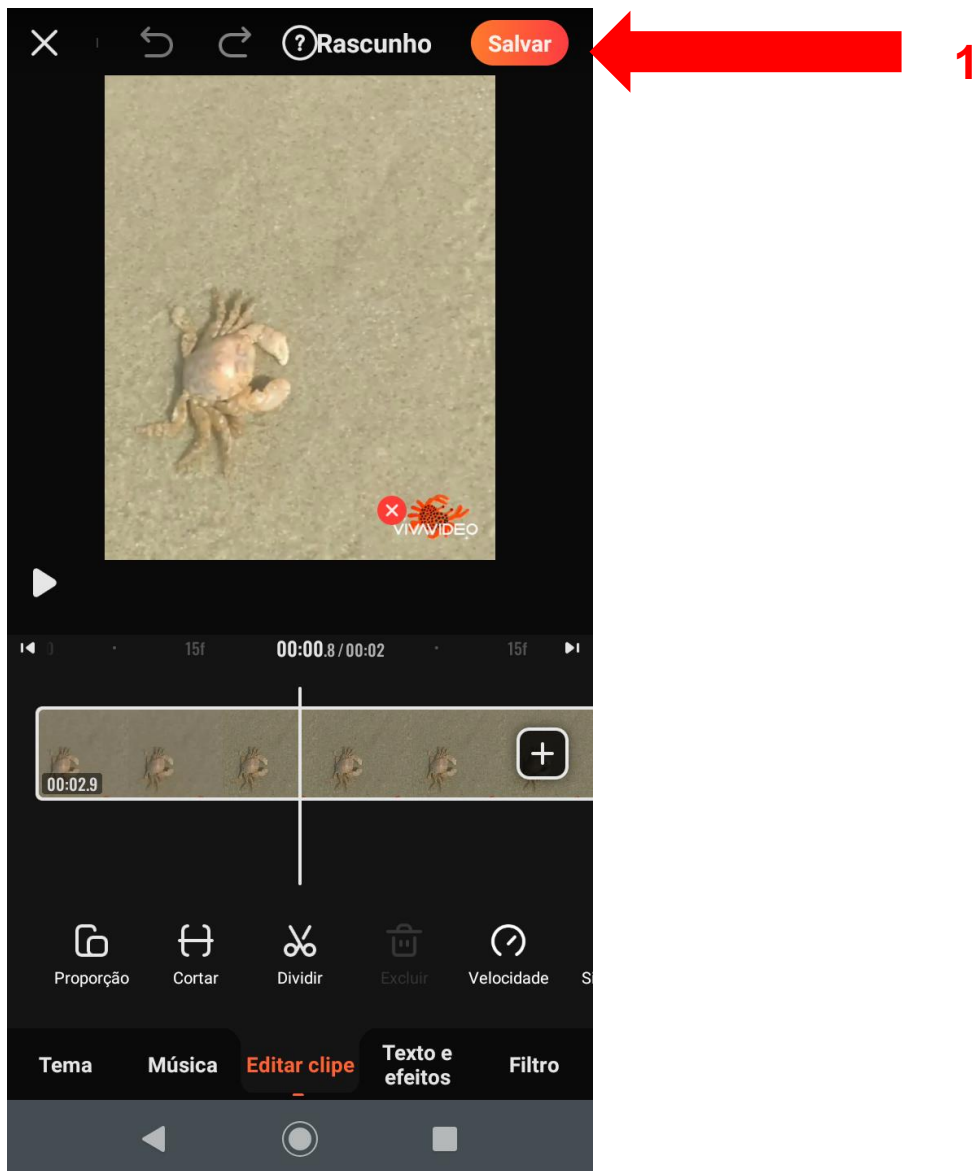 Rascunho
Salvar
1
VIVAVIDEO
15f
00:00.8/00:02
15f
00:02.9
Proporção
Cortar
Dividir
Excluir
Velocidade
Tema
Música
Editar clipe
Texto e
efeitos
Filtro